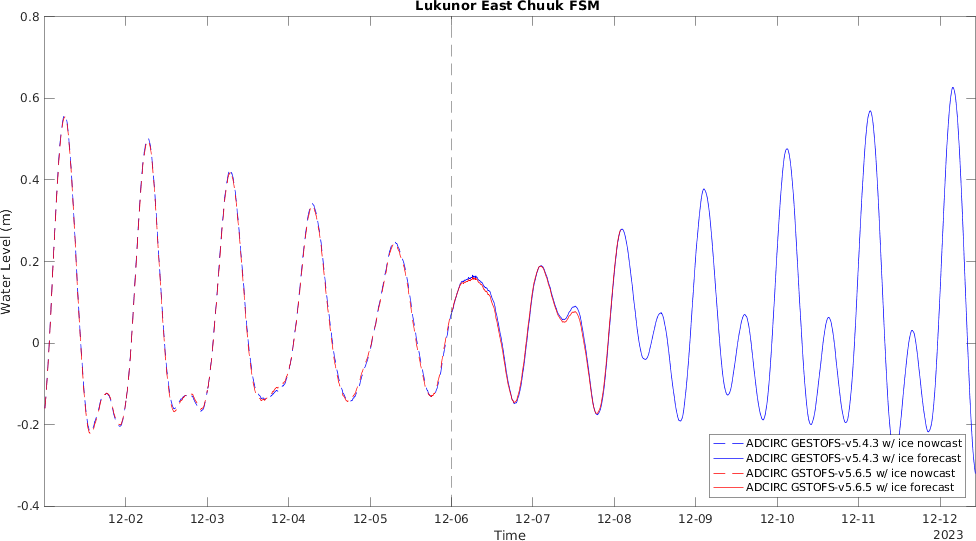 Lukunor East Chuuk FSM
0.8
0.6
0.4
0.2
0
-0.2
-0.4
Water Level (m)
12-02 12-03 12-04 12-05 12-06 12-07 12-08 12-09 12-10 12-11 12-12
2023
Time
ADCIRC GESTOFS-v5.4.3 w/ ice nowcast
ADCIRC GESTOFS-v5.4.3 w/ ice forecast
ADCIRC GSTOFS-v5.6.5 w/ ice nowcast
ADCIRC GSTOFS-v5.6.5 w/ ice forecast